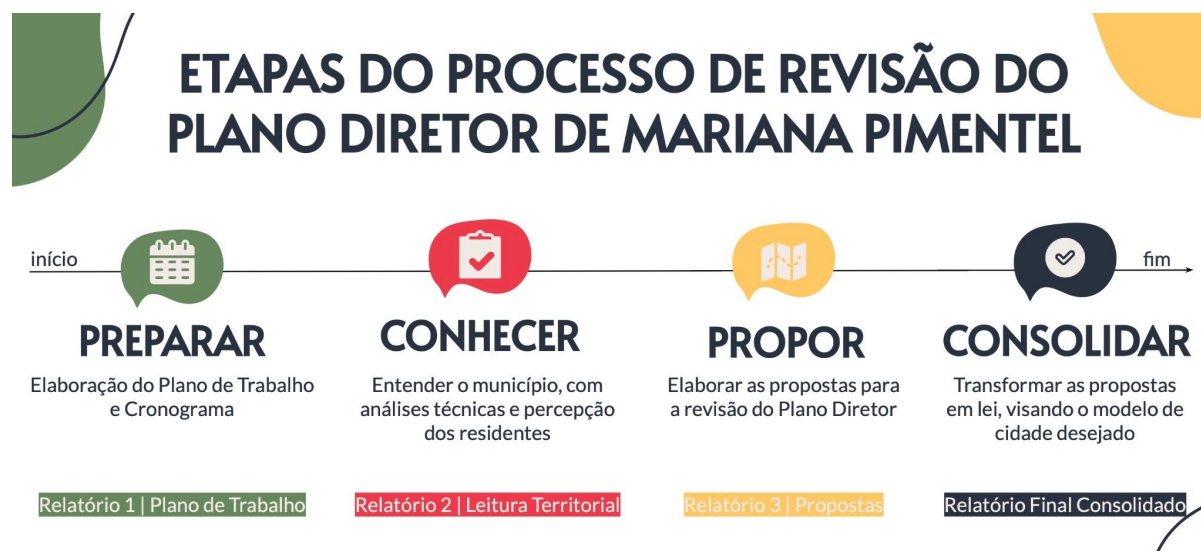 ETAPAS DO PROCESSO DE REVISÃO DO
PLANO DIRETOR DE MARIANA PIMENTEL
início
fim
PREPARAR
Elaboração do Plano de Trabalho
e Cronograma
Relatório 1 | Plano de Trabalho
CONHECER
Entender o município, com
análises técnicas e percepção
dos residentes
Relatório 2 | Leitura Territorial
PROPOR
Elaborar as propostas para
a revisão do Plano Diretor
Relatório 3 | Propostas
CONSOLIDAR
Transformar as propostas
em lei, visando o modelo de
cidade desejado
Relatório Final Consolidado